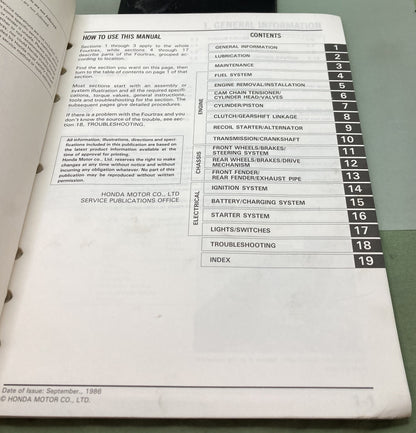 1. GENERAL INFORMATION
HOW TO USE THIS MANUAL
Sections 1 through 3 apply to the whole
Fourtrax, while sections 4 through 17
describe parts of the Fourtrax, grouped ac-
cording to location.
Find the section you want on this page, then
turn to the table of contents on page 1 of that
section.
Most sections start with an assembly or
system illustration and all the required specifi-
cations, torque values, general instructions,
tools and troubleshooting for the section. The
subsequent pages give detailed procedures.
If there is a problem with the Fourtrax and you
don't know the source of the trouble, see sec-
tion 18, TROUBLESHOOTING.
All information, illustrations, directions and speci-
fications included in this publication are based on
the latest product information available at the
time of approval for printing.
Honda Motor Co., Ltd. reserves the right to make
changes at any time without notice and without
incurring any obligation whatever. No part of this
publication may be reproduced without written
permission.
HONDA MOTOR CO., LTD
SERVICE PUBLICATIONS OFFICE
CONTENTS
GENERAL INFORMATION 1
LUBRICATION 2
MAINTENANCE 3
FUEL SYSTEM 4
ENGINE REMOVAL/INSTALLATION 5
CAM CHAIN TENSIONER/
CYLINDER HEAD/VALVES 6
CYLINDER/PISTON 7
CLUTCH/GEARSHIFT LINKAGE 8
RECOIL STARTER/ALTERNATOR 9
TRANSMISSION/CRANKSHAFT 10
FRONT WHEELS/BRAKES/
STEERING SYSTEM 11
REAR WHEELS/BRAKES/DRIVE
MECHANISM 12
FRONT FENDER/
REAR FENDER/EXHAUST PIPE 13
IGNITION SYSTEM 14
BATTERY/CHARGING SYSTEM 15
STARTER SYSTEM 16
LIGHTS/SWITCHES 17
TROUBLESHOOTING 18
INDEX 19
ENGINE
CHASSIS
ELECTRICAL
Date of Issue: September., 1986
© HONDA MOTOR CO., LTD.